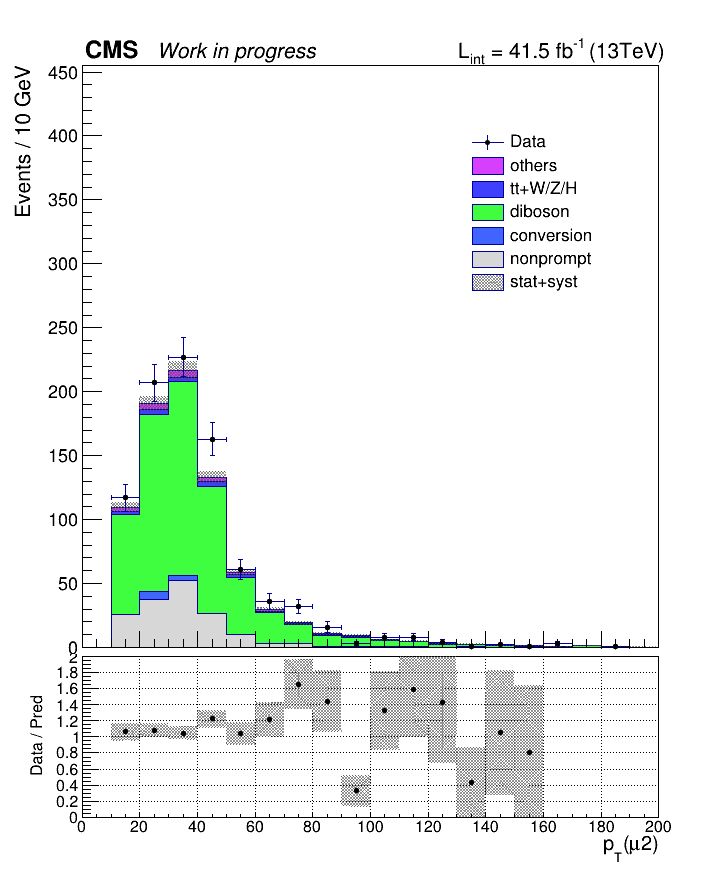 CMS Work in progress L_int = 41.5 fb⁻¹ (13TeV)
Events / 10 GeV
450
400
350
300
250
200
150
100
50
0
Data
others
tt+W/Z/H
diboson
conversion
nonprompt
stat+syst
Data / Pred
2
1.8
1.6
1.4
1.2
1
0.8
0.6
0.4
0.2
0
0 20 40 60 80 100 120 140 160 180 200
p_T(μ2)